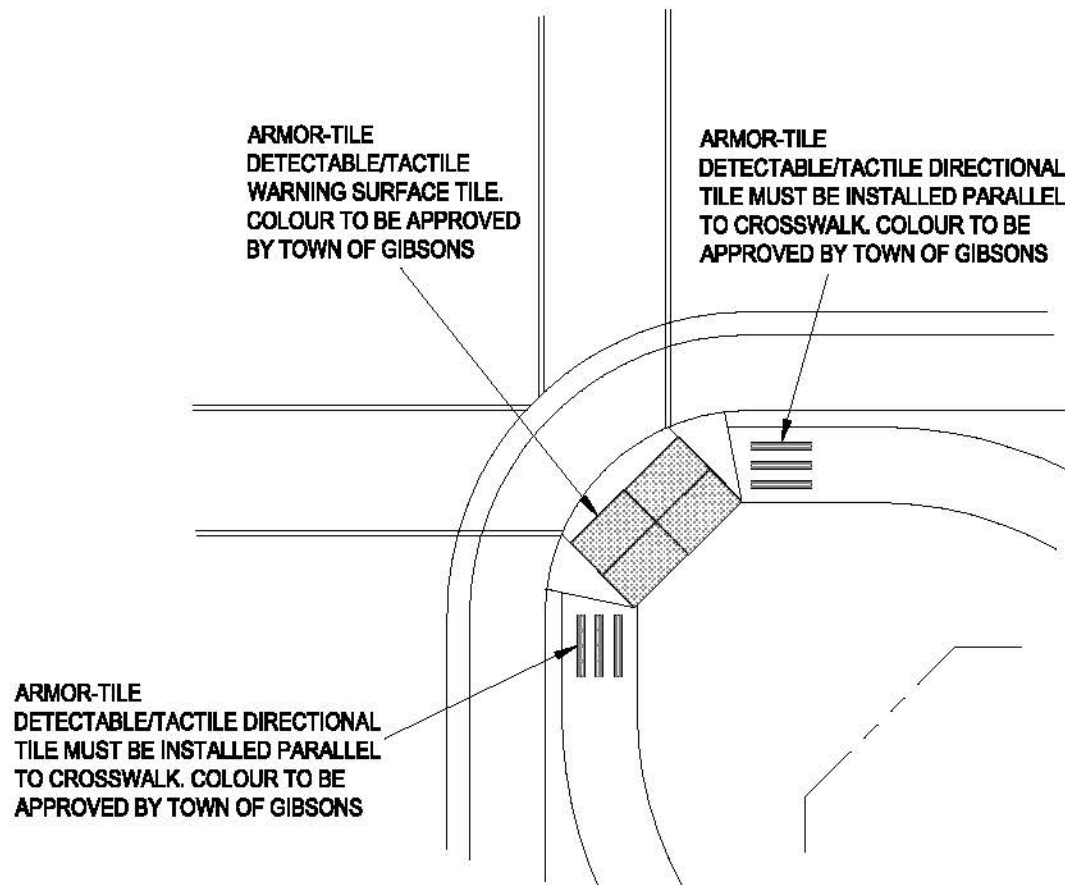 ARMOR-TILE
DETECTABLE/TACTILE
WARNING SURFACE TILE.
COLOUR TO BE APPROVED
BY TOWN OF GIBSONS
ARMOR-TILE
DETECTABLE/TACTILE DIRECTIONAL
TILE MUST BE INSTALLED PARALLEL
TO CROSSWALK. COLOUR TO BE
APPROVED BY TOWN OF GIBSONS
ARMOR-TILE
DETECTABLE/TACTILE DIRECTIONAL
TILE MUST BE INSTALLED PARALLEL
TO CROSSWALK. COLOUR TO BE
APPROVED BY TOWN OF GIBSONS